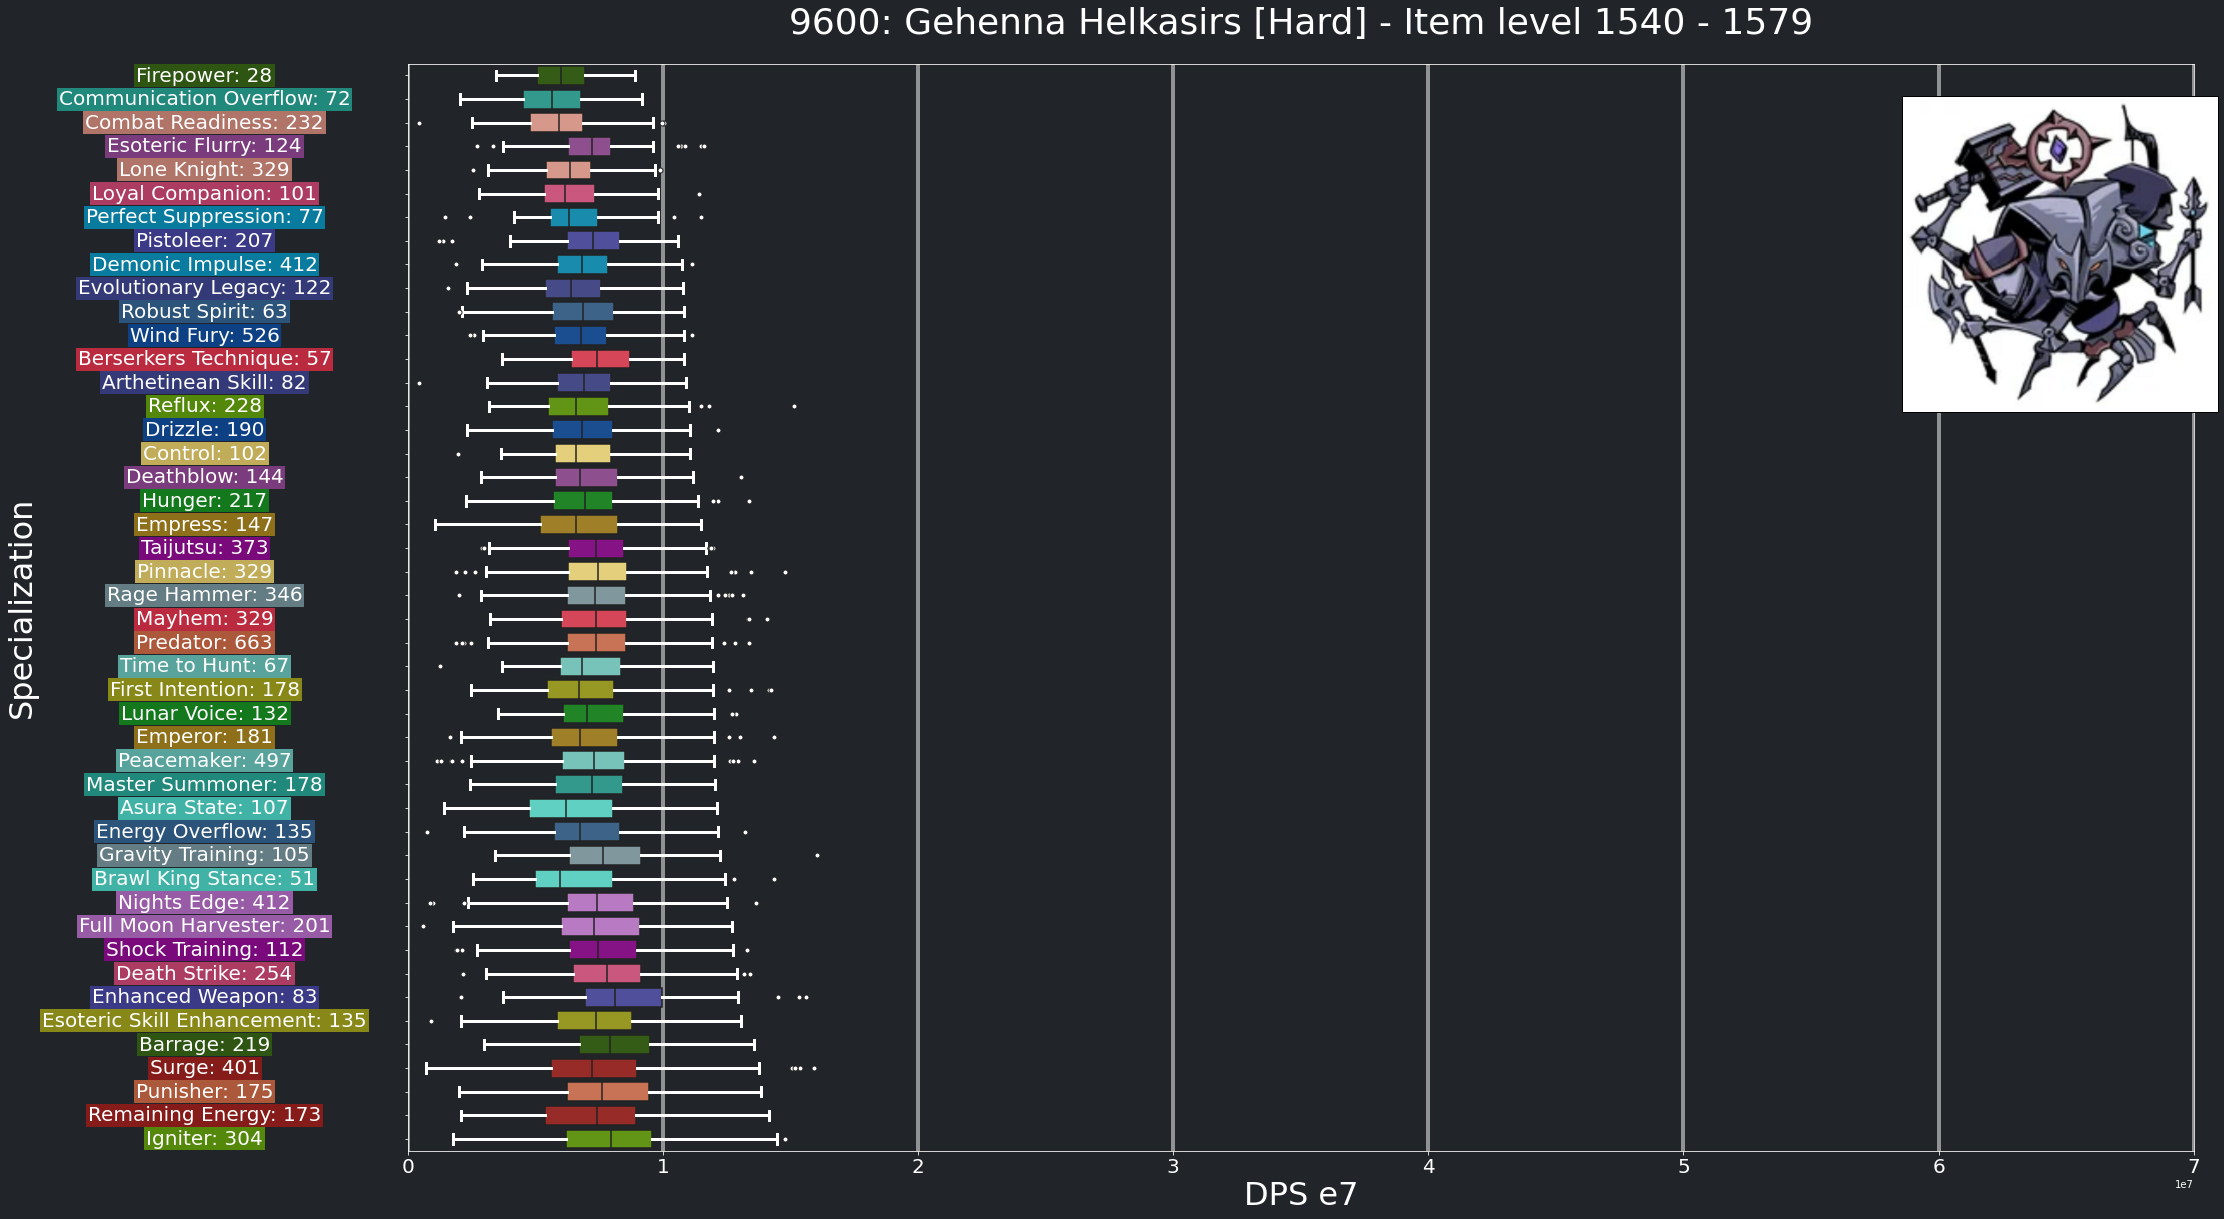 9600: Gehenna Helkasirs [Hard] - Item level 1540 - 1579
Specialization
Firepower: 28
Communication Overflow: 72
Combat Readiness: 232
Esoteric Flurry: 124
Lone Knight: 329
Loyal Companion: 101
Perfect Suppression: 77
Pistoleer: 207
Demonic Impulse: 412
Evolutionary Legacy: 122
Robust Spirit: 63
Wind Fury: 526
Berserkers Technique: 57
Arthetinean Skill: 82
Reflux: 228
Drizzle: 190
Control: 102
Deathblow: 144
Hunger: 217
Empress: 147
Taijutsu: 373
Pinnacle: 329
Rage Hammer: 346
Mayhem: 329
Predator: 663
Time to Hunt: 67
First Intention: 178
Lunar Voice: 132
Emperor: 181
Peacemaker: 497
Master Summoner: 178
Asura State: 107
Energy Overflow: 135
Gravity Training: 105
Brawl King Stance: 51
Nights Edge: 412
Full Moon Harvester: 201
Shock Training: 112
Death Strike: 254
Enhanced Weapon: 83
Esoteric Skill Enhancement: 135
Barrage: 219
Surge: 401
Punisher: 175
Remaining Energy: 173
Igniter: 304
0 1 2 3 4 5 6 7
1e7
DPS e7